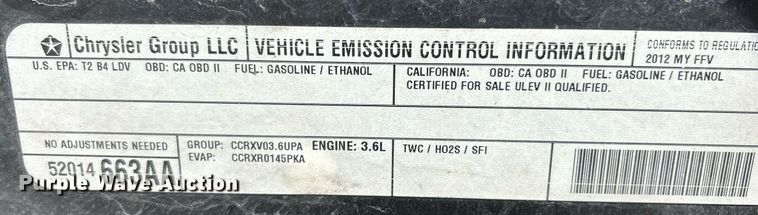 Chrysler Group LLC
VEHICLE EMISSION CONTROL INFORMATION
CONFORMS TO REGULATIO
2012 MY FFV
U.S. EPA: T2 B4 LDV OBD: CA OBD II FUEL: GASOLINE / ETHANOL
CALIFORNIA: OBD: CA OBD II FUEL: GASOLINE / ETHANOL
CERTIFIED FOR SALE ULEV II QUALIFIED.
NO ADJUSTMENTS NEEDED
52014663AA
GROUP: CCRXV03.6UPA ENGINE: 3.6L
EVAP: CCRXR0145PKA
TWC / HO2S / SFI
Purple Wave Auction